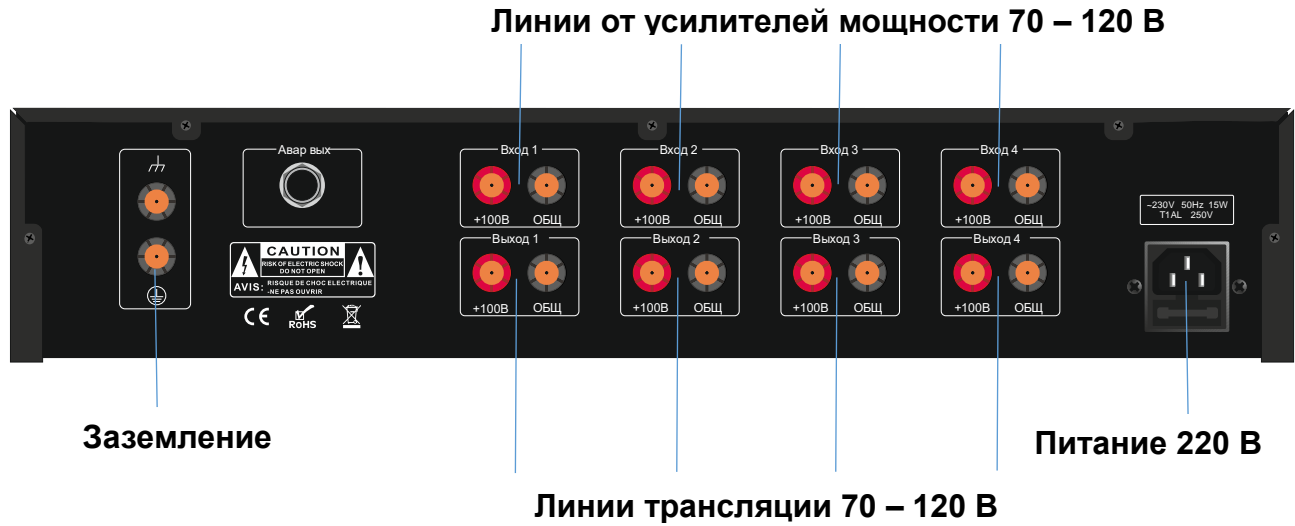 Линии от усилителей мощности 70 – 120 В
Авар вых
Вход 1
Вход 2
Вход 3
Вход 4
+100В ОБЩ
+100В ОБЩ
+100В ОБЩ
+100В ОБЩ
~230V 50Hz 15W
T1AL 250V
Выход 1
Выход 2
Выход 3
Выход 4
+100В ОБЩ
+100В ОБЩ
+100В ОБЩ
+100В ОБЩ
CAUTION
RISK OF ELECTRIC SHOCK
DO NOT OPEN
AVIS: RISQUE DE CHOC ELECTRIQUE
-NE PAS OUVRIR
CE RoHS
Заземление
Питание 220 В
Линии трансляции 70 – 120 В